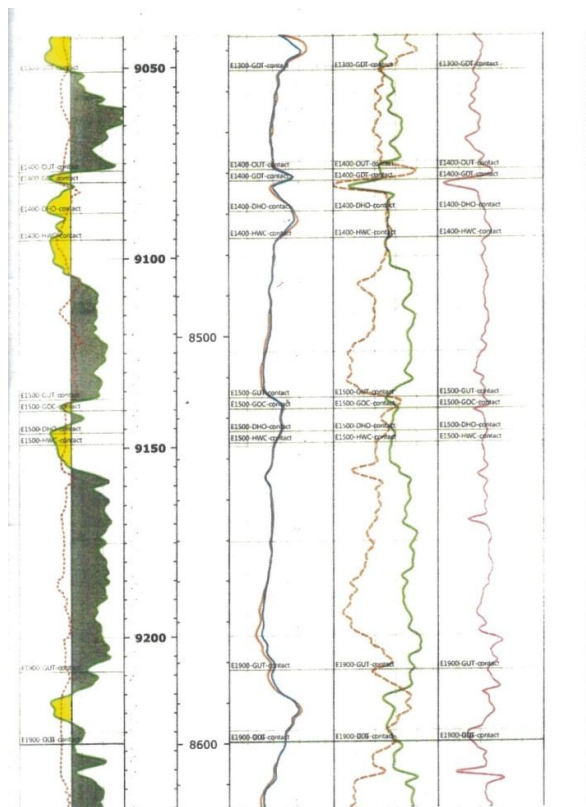 9050
E1300-GDT-contact E1300-GDT-contact E1300-GDT-contact
E1400-OUT-contact E1400-OUT-contact E1400-OUT-contact E1400-OUT-contact
E1400-GDT-contact E1400-GDT-contact E1400-GDT-contact
E1400-DHO-contact E1400-DHO-contact E1400-DHO-contact E1400-DHO-contact
E1400-HWC-contact E1400-HWC-contact E1400-HWC-contact E1400-HWC-contact
9100
8500
E1500-GUT-contact E1500-GUT-contact E1500-GUT-contact E1500-GUT-contact
E1500-GOC-contact E1500-GOC-contact E1500-GOC-contact E1500-GOC-contact
E1500-DHO-contact E1500-DHO-contact E1500-DHO-contact E1500-DHO-contact
E1500-HWC-contact E1500-HWC-contact E1500-HWC-contact E1500-HWC-contact
9150
9200
E1900-GUT-contact E1900-GUT-contact E1900-GUT-contact E1900-GUT-contact
8600